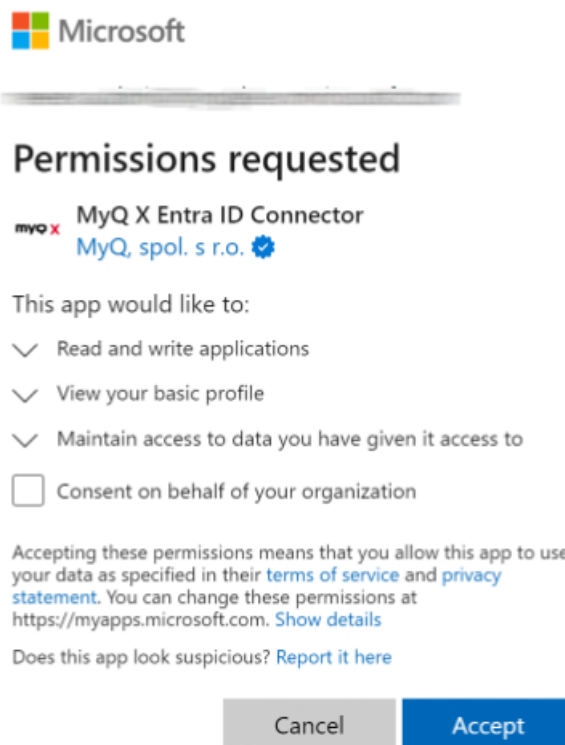 Microsoft
Permissions requested
myQ X
MyQ X Entra ID Connector
MyQ, spol. s r.o.
This app would like to:
Read and write applications
View your basic profile
Maintain access to data you have given it access to
Consent on behalf of your organization
Accepting these permissions means that you allow this app to use
your data as specified in their terms of service and privacy
statement. You can change these permissions at
https://myapps.microsoft.com. Show details
Does this app look suspicious? Report it here
Cancel
Accept